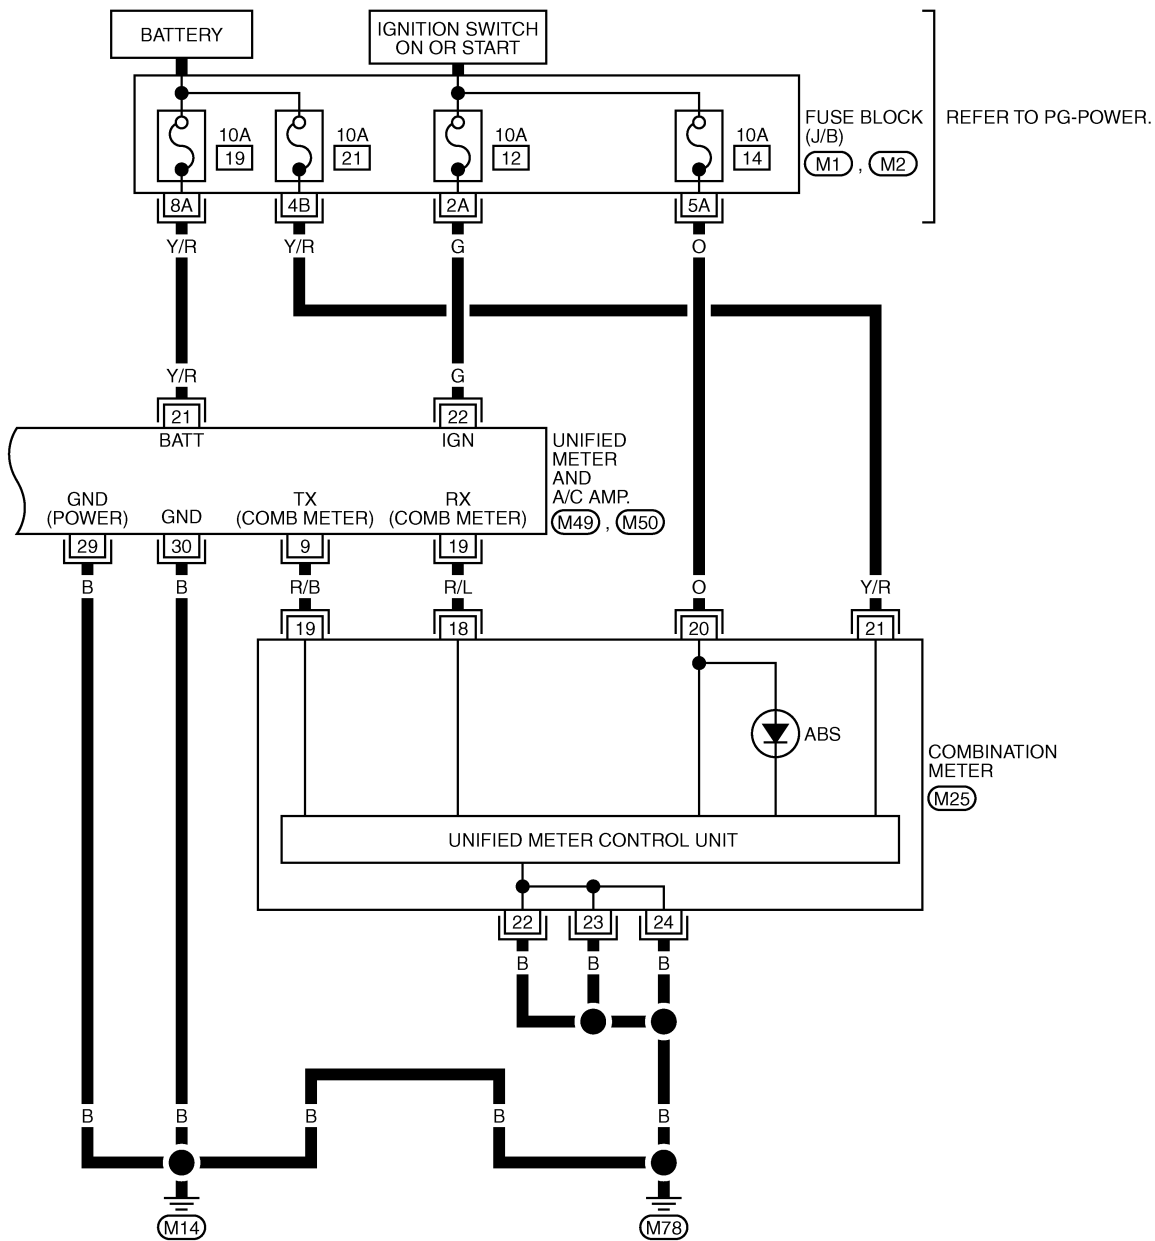 BATTERY
IGNITION SWITCH
ON OR START
10A
19
10A
21
10A
12
10A
14
FUSE BLOCK
(J/B)
M1 , M2
REFER TO PG-POWER.
8A
4B
2A
5A
Y/R
Y/R
G
O
Y/R
G
21
22
BATT
IGN
UNIFIED
METER
AND
A/C AMP.
M49 , M50
GND
(POWER)
GND
TX
(COMB METER)
RX
(COMB METER)
29
30
9
19
B
B
R/B
R/L
O
Y/R
19
18
20
21
ABS
COMBINATION
METER
M25
UNIFIED METER CONTROL UNIT
22
23
24
B
B
B
B
B
B
B
B
M14
M78